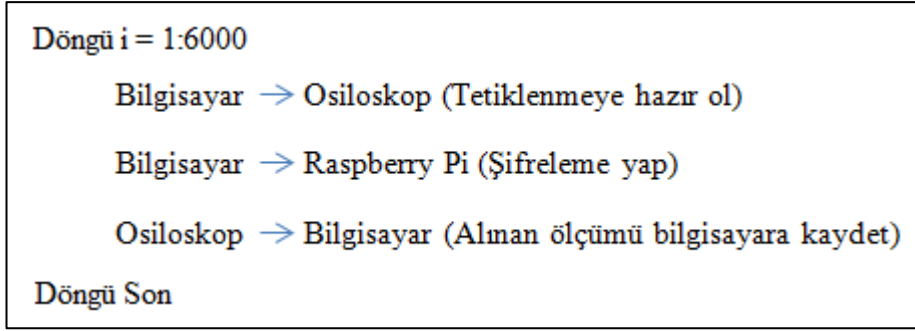 Döngü i = 1:6000
Bilgisayar → Osiloskop (Tetiklenmeye hazır ol)
Bilgisayar → Raspberry Pi (Şifreleme yap)
Osiloskop → Bilgisayar (Alınan ölçümü bilgisayara kaydet)
Döngü Son